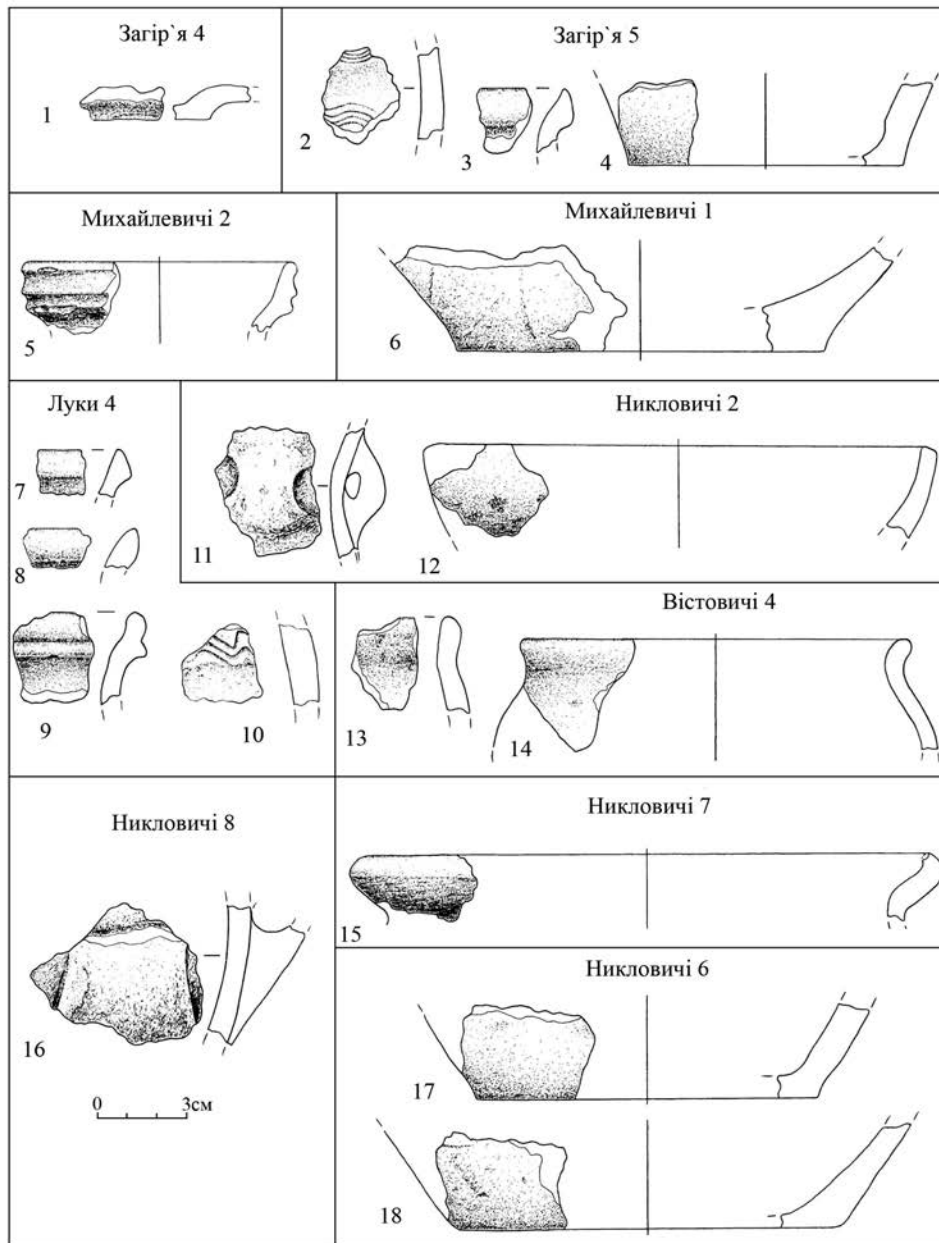 Загір`я 4
1
Загір`я 5
2
3
4
Михайлевичі 2
5
Михайлевичі 1
6
Луки 4
7
8
9
10
Никловичі 2
11
12
Вістовичі 4
13
14
Никловичі 8
16
0 3см
Никловичі 7
15
Никловичі 6
17
18